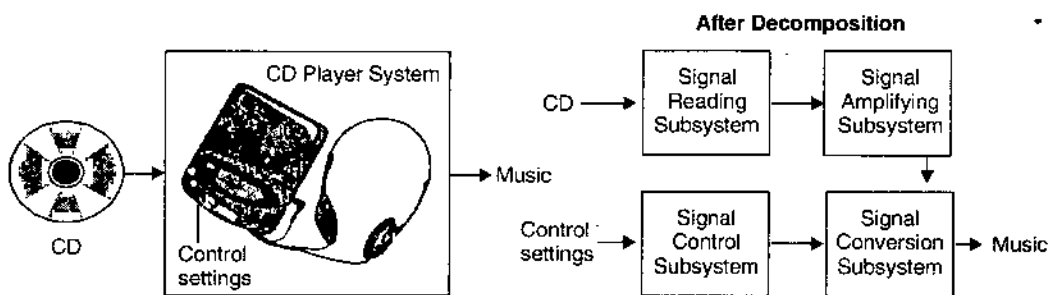 CD Player System
CD
Control
settings
Music
After Decomposition
CD
Signal
Reading
Subsystem
Signal
Amplifying
Subsystem
Control
settings
Signal
Control
Subsystem
Signal
Conversion
Subsystem
Music